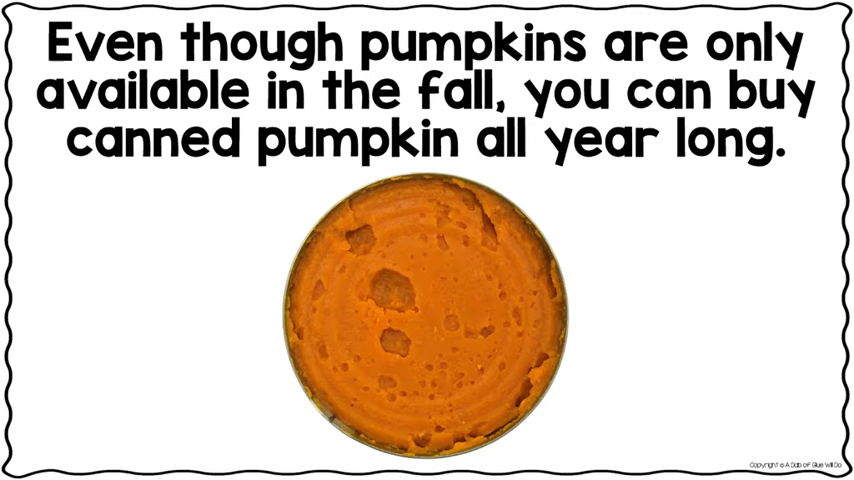 Even though pumpkins are only
available in the fall, you can buy
canned pumpkin all year long.
Copyright © A Dab of Glue Will Do